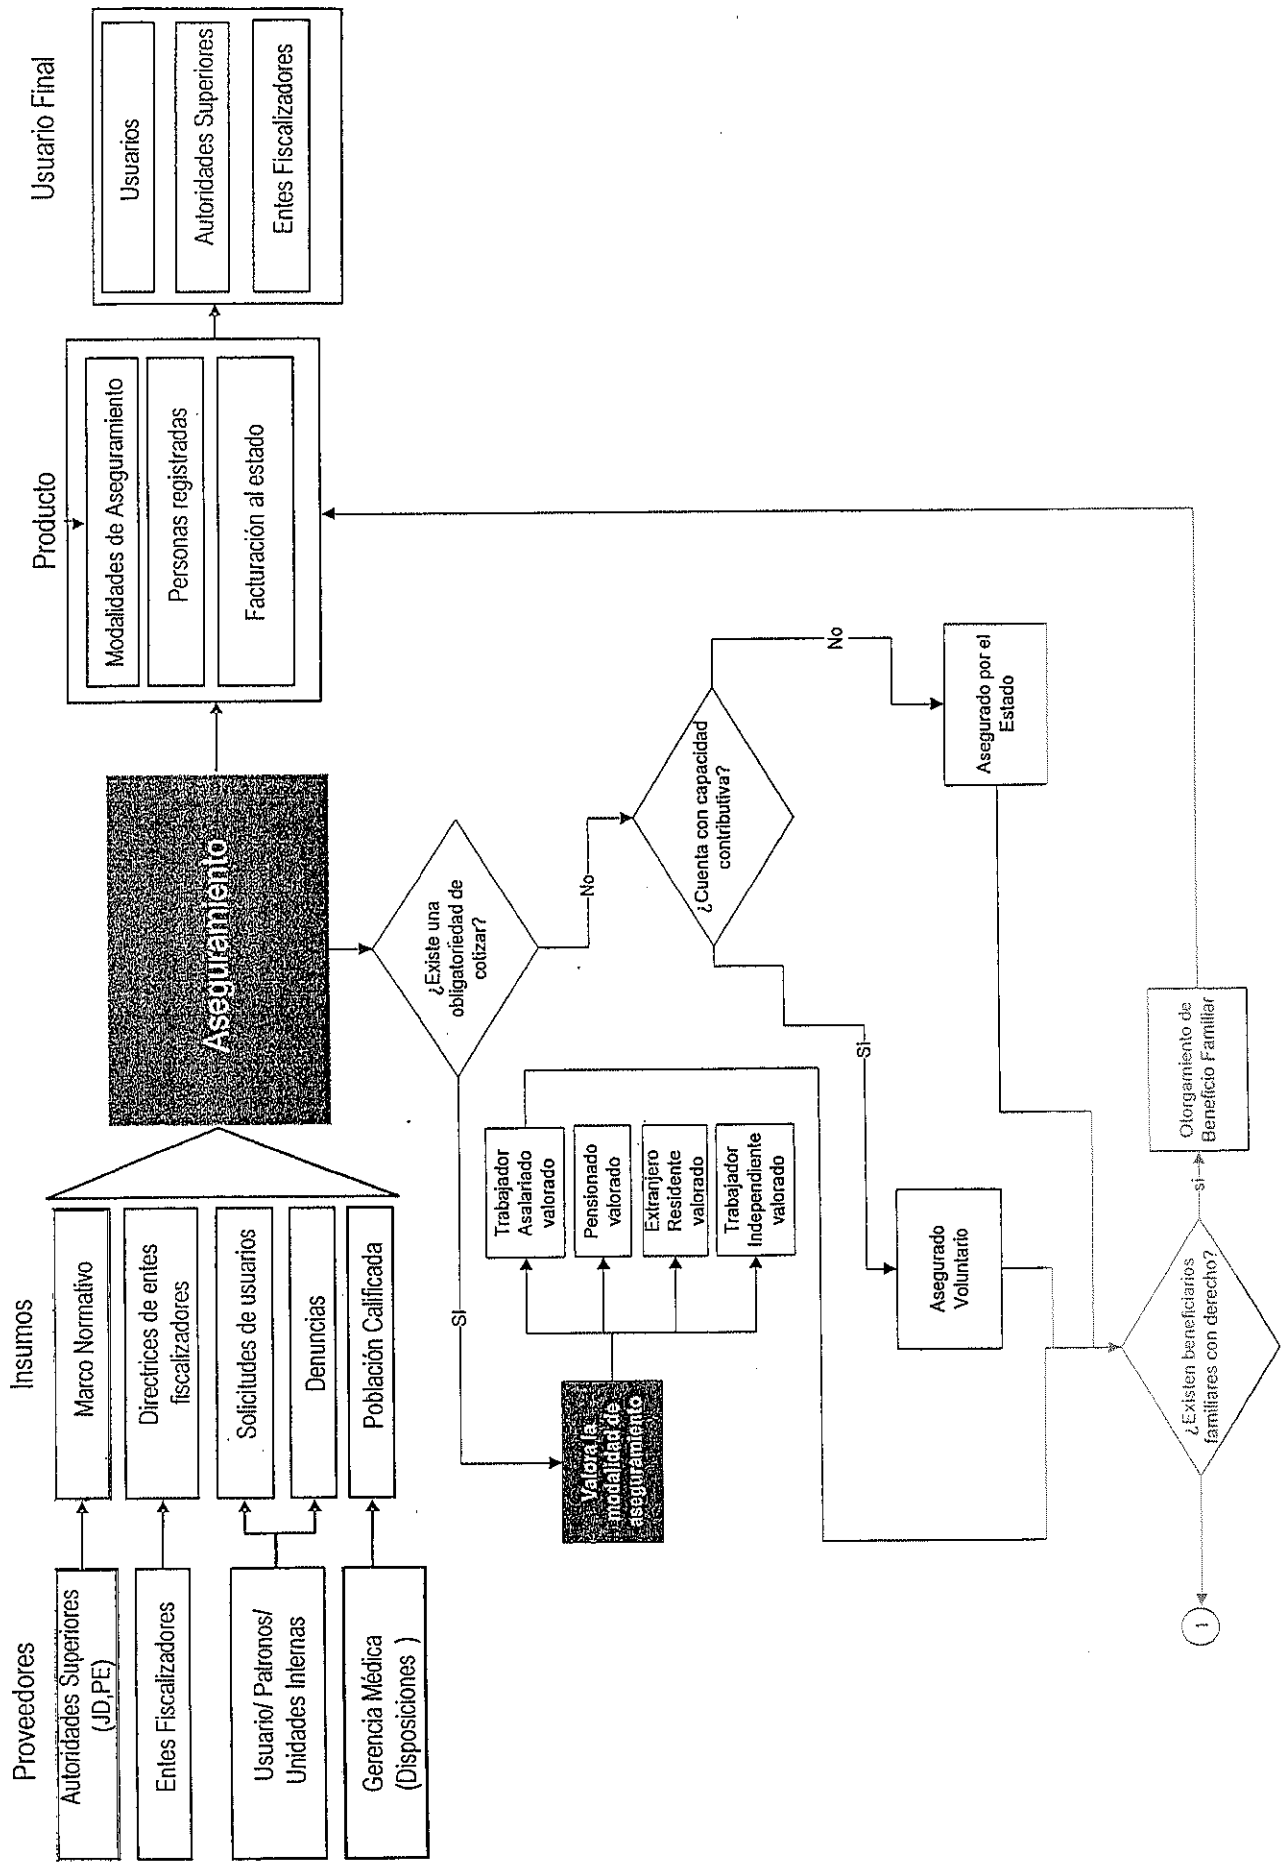 Proveedores
Insumos
Producto
Usuario Final
Autoridades Superiores
(JD,PE)
Entes Fiscalizadores
Usuario/ Patronos/
Unidades Internas
Gerencia Médica
(Disposiciones )
Marco Normativo
Directrices de entes
fiscalizadores
Solicitudes de usuarios
Denuncias
Población Calificada
Aseguramiento
Modalidades de Aseguramiento
Personas registradas
Facturación al estado
Usuarios
Autoridades Superiores
Entes Fiscalizadores
¿Existe una
obligatoriedad de
cotizar?
SI
No
Valora la
modalidad de
aseguramiento
Trabajador
Asalariado
valorado
Pensionado
valorado
Extranjero
Residente
valorado
Trabajador
Independiente
valorado
¿Cuenta con capacidad
contributiva?
Si
No
Asegurado
Voluntario
Asegurado por el
Estado
¿Existen beneficiarios
familiares con derecho?
si
Otorgamiento de
Beneficio Familiar
1